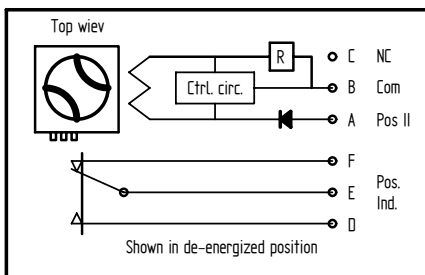 Top wiev
R
C NC
Ctrl. circ.
B Com
A Pos II
F
E Pos. Ind.
D
Shown in de-energized position